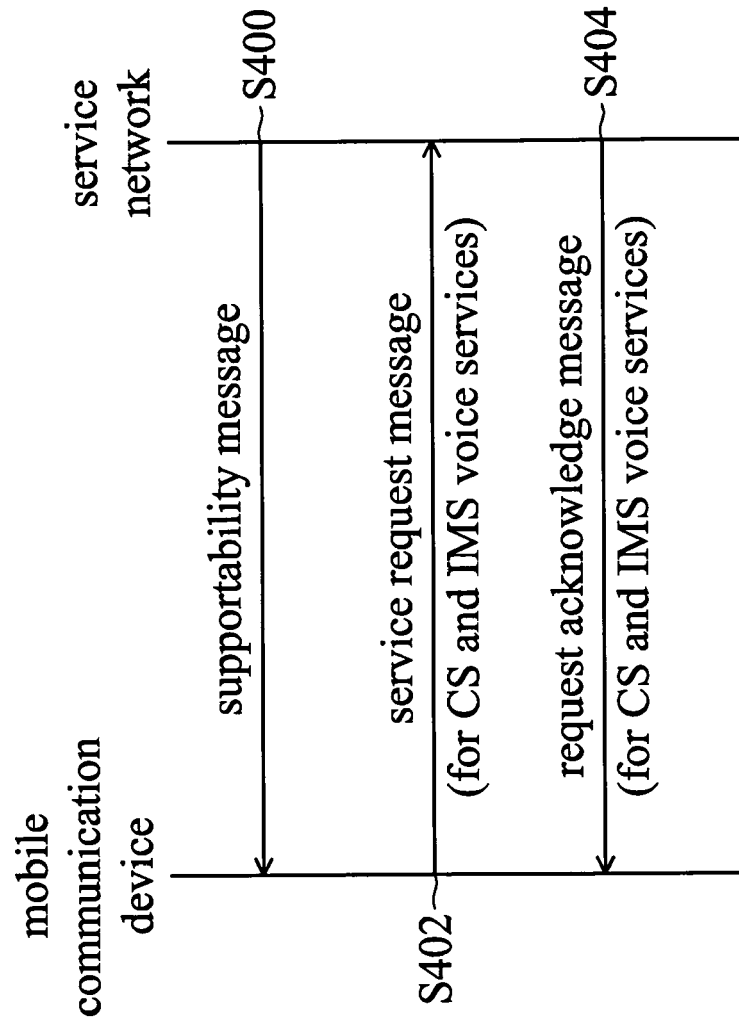 mobile
communication
device
service
network
supportability message
S400
service request message
(for CS and IMS voice services)
S402
request acknowledge message
(for CS and IMS voice services)
S404